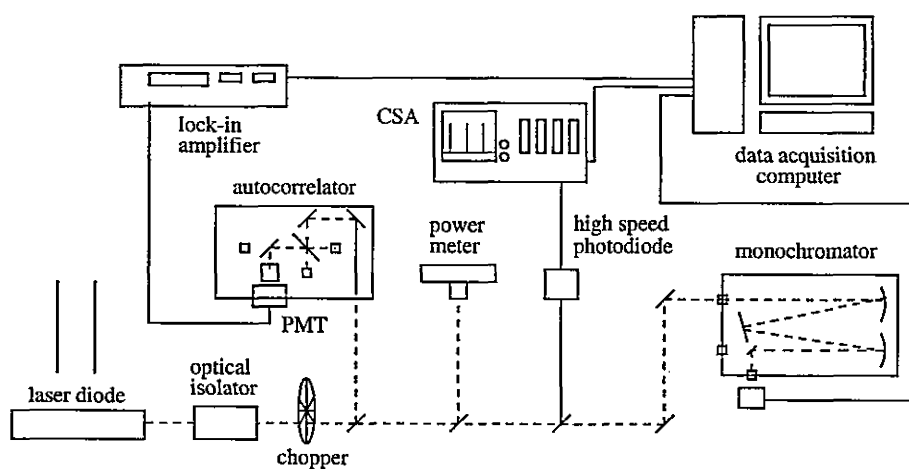 lock-in
amplifier
CSA
data acquisition
computer
autocorrelator
power
meter
high speed
photodiode
monochromator
PMT
laser diode
optical
isolator
chopper